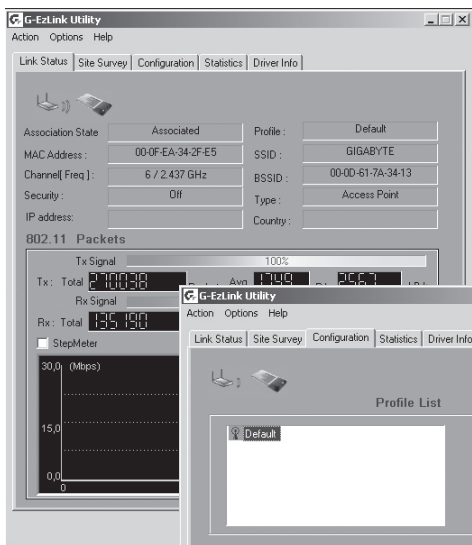 G-EzLink Utility
Action Options Help
Link Status Site Survey Configuration Statistics Driver Info
Association State Associated Profile : Default
MAC Address : 00-0F-EA-34-2F-E5 SSID : GIGABYTE
Channel[ Freq ] : 6 / 2.437 GHz BSSID : 00-0D-61-7A-34-13
Security : Off Type : Access Point
IP address: Country :
802.11 Packets
Tx Signal 100%
Tx : Total 270038
Rx Signal
Rx : Total 135190
StepMeter
30,0 (Mbps)
15,0
0,0
0
G-EzLink Utility
Action Options Help
Link Status Site Survey Configuration Statistics Driver Info
Profile List
Default